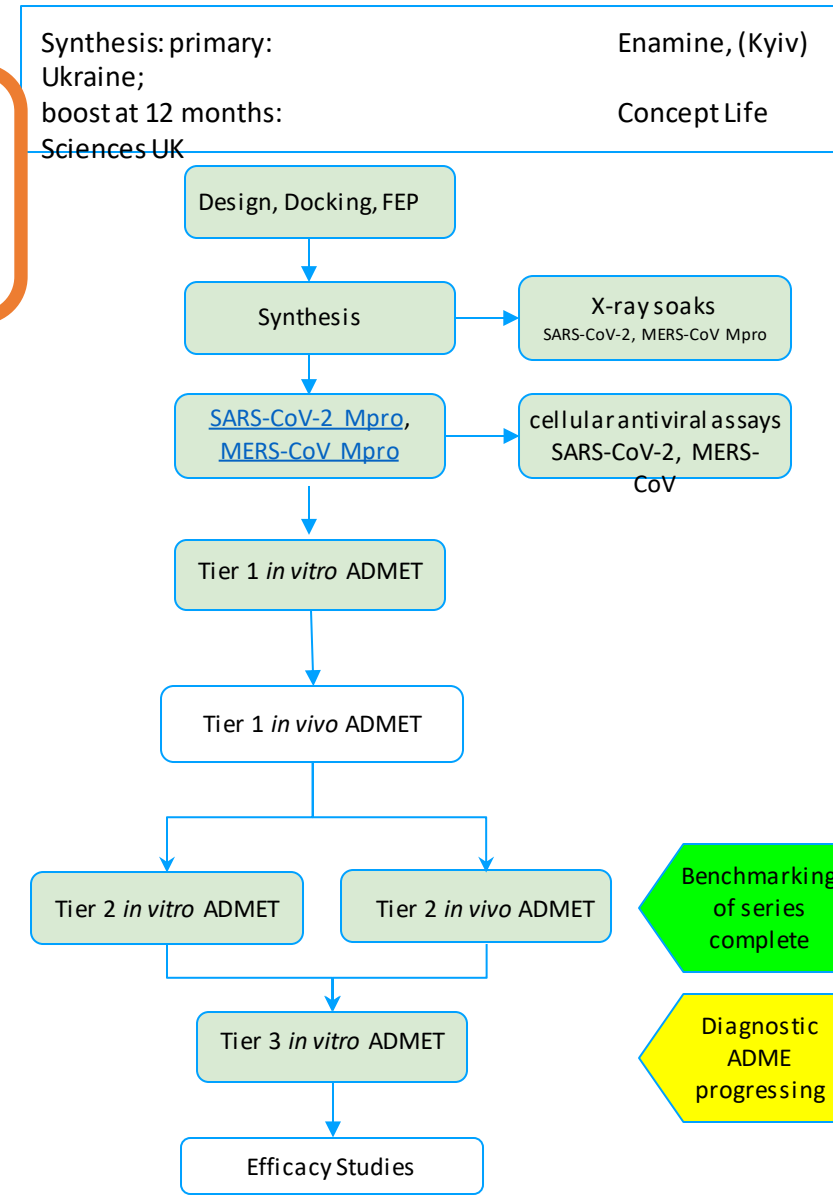 Synthesis: primary: Enamine, (Kyiv)
Ukraine;
boost at 12 months: Concept Life
Sciences UK
Design, Docking, FEP
Synthesis
X-ray soaks
SARS-CoV-2, MERS-CoV Mpro
SARS-CoV-2 Mpro,
MERS-CoV Mpro
cellular antiviral assays
SARS-CoV-2, MERS-
CoV
Tier 1 in vitro ADMET
Tier 1 in vivo ADMET
Tier 2 in vitro ADMET
Tier 2 in vivo ADMET
Benchmarking
of series
complete
Tier 3 in vitro ADMET
Diagnostic
ADME
progressing
Efficacy Studies